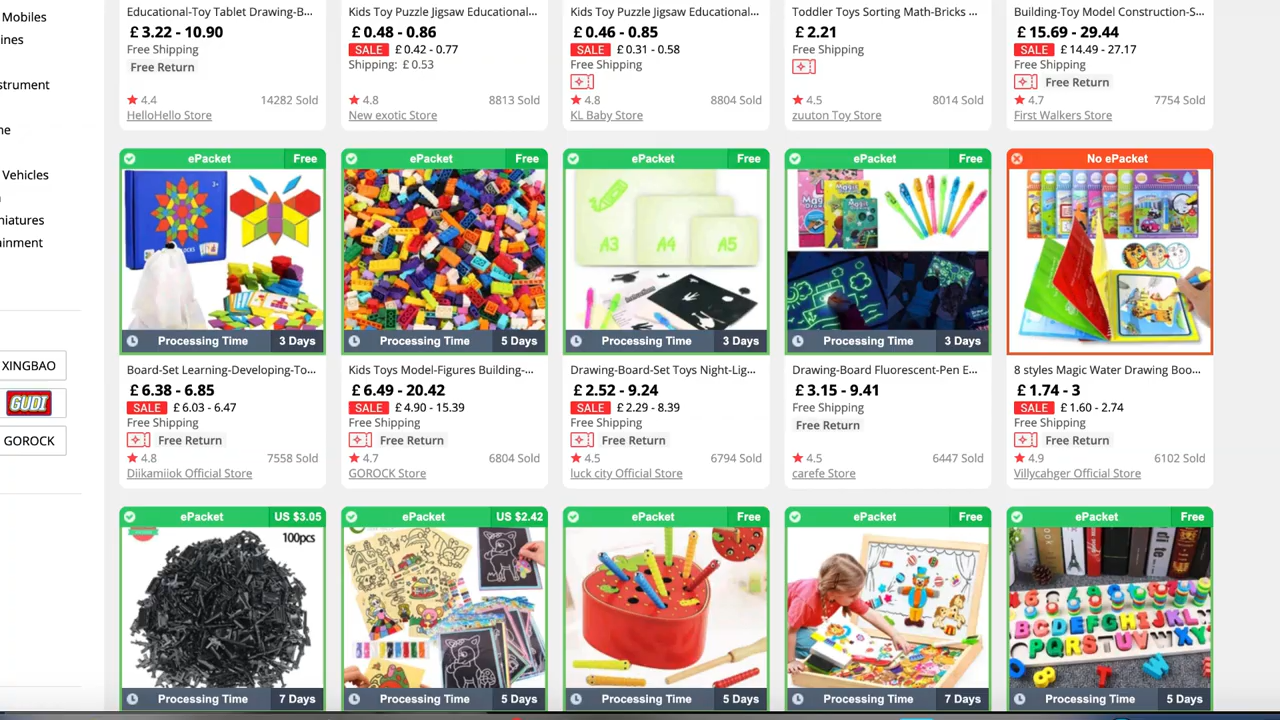 Mobiles
ines
strument
ne
Vehicles
niatures
ainment
XINGBAO
GUDI
GOROCK
Educational-Toy Tablet Drawing-B...
£ 3.22 - 10.90
Free Shipping
Free Return
4.4 14282 Sold
HelloHello Store
Kids Toy Puzzle Jigsaw Educational...
£ 0.48 - 0.86
SALE £ 0.42 - 0.77
Shipping: £ 0.53
4.8 8813 Sold
New exotic Store
Kids Toy Puzzle Jigsaw Educational...
£ 0.46 - 0.85
SALE £ 0.31 - 0.58
Free Shipping
4.8 8804 Sold
KL Baby Store
Toddler Toys Sorting Math-Bricks ...
£ 2.21
Free Shipping
4.5 8014 Sold
zuuton Toy Store
Building-Toy Model Construction-S...
£ 15.69 - 29.44
SALE £ 14.49 - 27.17
Free Shipping
Free Return
4.7 7754 Sold
First Walkers Store
ePacket Free
Processing Time 3 Days
Board-Set Learning-Developing-To...
£ 6.38 - 6.85
SALE £ 6.03 - 6.47
Free Shipping
Free Return
4.8 7558 Sold
Diikamiiok Official Store
ePacket Free
Processing Time 5 Days
Kids Toys Model-Figures Building-...
£ 6.49 - 20.42
SALE £ 4.90 - 15.39
Free Shipping
Free Return
4.7 6804 Sold
GOROCK Store
ePacket Free
A3 A4 A5
Processing Time 3 Days
Drawing-Board-Set Toys Night-Lig...
£ 2.52 - 9.24
SALE £ 2.29 - 8.39
Free Shipping
Free Return
4.5 6794 Sold
luck city Official Store
ePacket Free
Processing Time 3 Days
Drawing-Board Fluorescent-Pen E...
£ 3.15 - 9.41
Free Shipping
Free Return
4.5 6447 Sold
carefe Store
No ePacket
8 styles Magic Water Drawing Boo...
£ 1.74 - 3
SALE £ 1.60 - 2.74
Free Shipping
Free Return
4.9 6102 Sold
Villycahger Official Store
ePacket US $3.05
100pcs
Processing Time 7 Days
ePacket US $2.42
Processing Time 5 Days
ePacket Free
Processing Time 5 Days
ePacket Free
Processing Time 7 Days
ePacket Free
Processing Time 5 Days